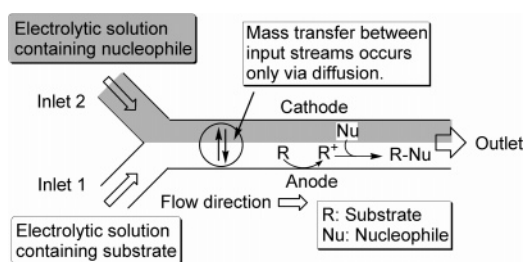 Electrolytic solution
containing nucleophile
Mass transfer between
input streams occurs
only via diffusion.
Inlet 2
Cathode
Nu
R
R+
R-Nu
Outlet
Inlet 1
Anode
Flow direction
Electrolytic solution
containing substrate
R: Substrate
Nu: Nucleophile